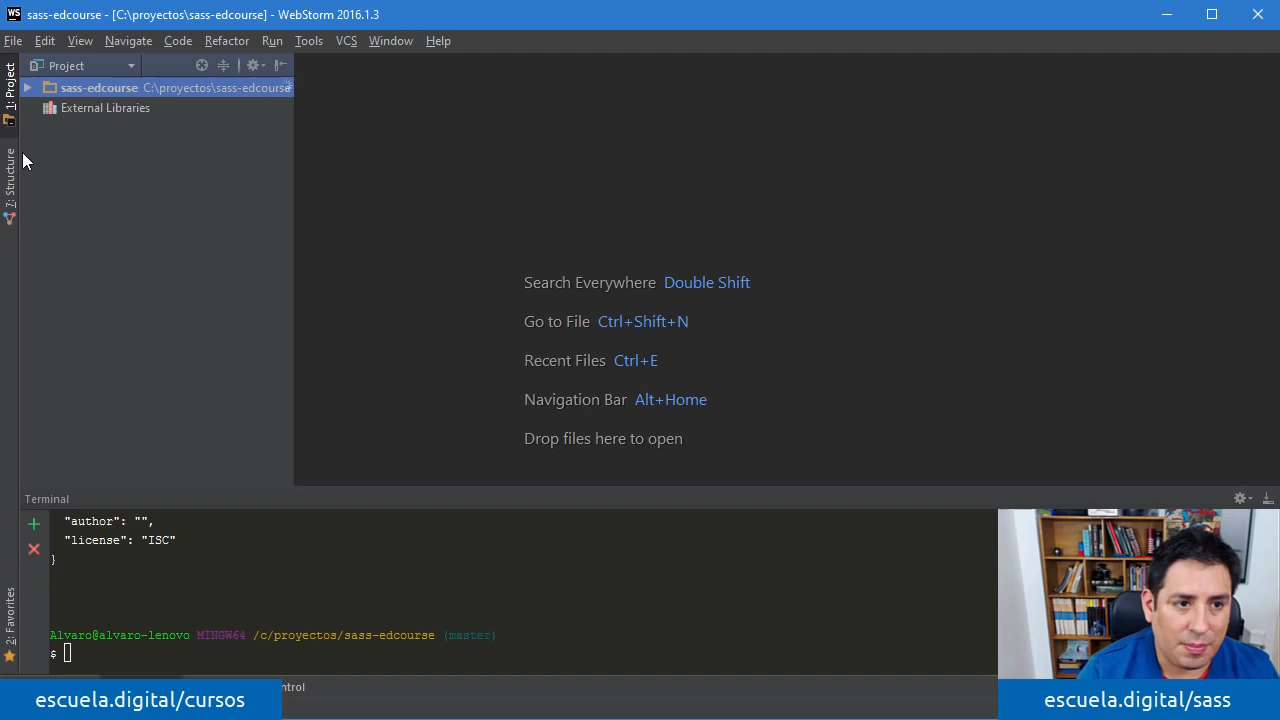 WS sass-edcourse - [C:\proyectos\sass-edcourse] - WebStorm 2016.1.3
File Edit View Navigate Code Refactor Run Tools VCS Window Help
Project
1: Project
sass-edcourse C:\proyectos\sass-edcourse
External Libraries
7: Structure
Search Everywhere Double Shift
Go to File Ctrl+Shift+N
Recent Files Ctrl+E
Navigation Bar Alt+Home
Drop files here to open
Terminal
"author": "",
"license": "ISC"
}
2: Favorites
Alvaro@alvaro-lenovo MINGW64 /c/proyectos/sass-edcourse (master)
$
ntrol
escuela.digital/cursos
escuela.digital/sass